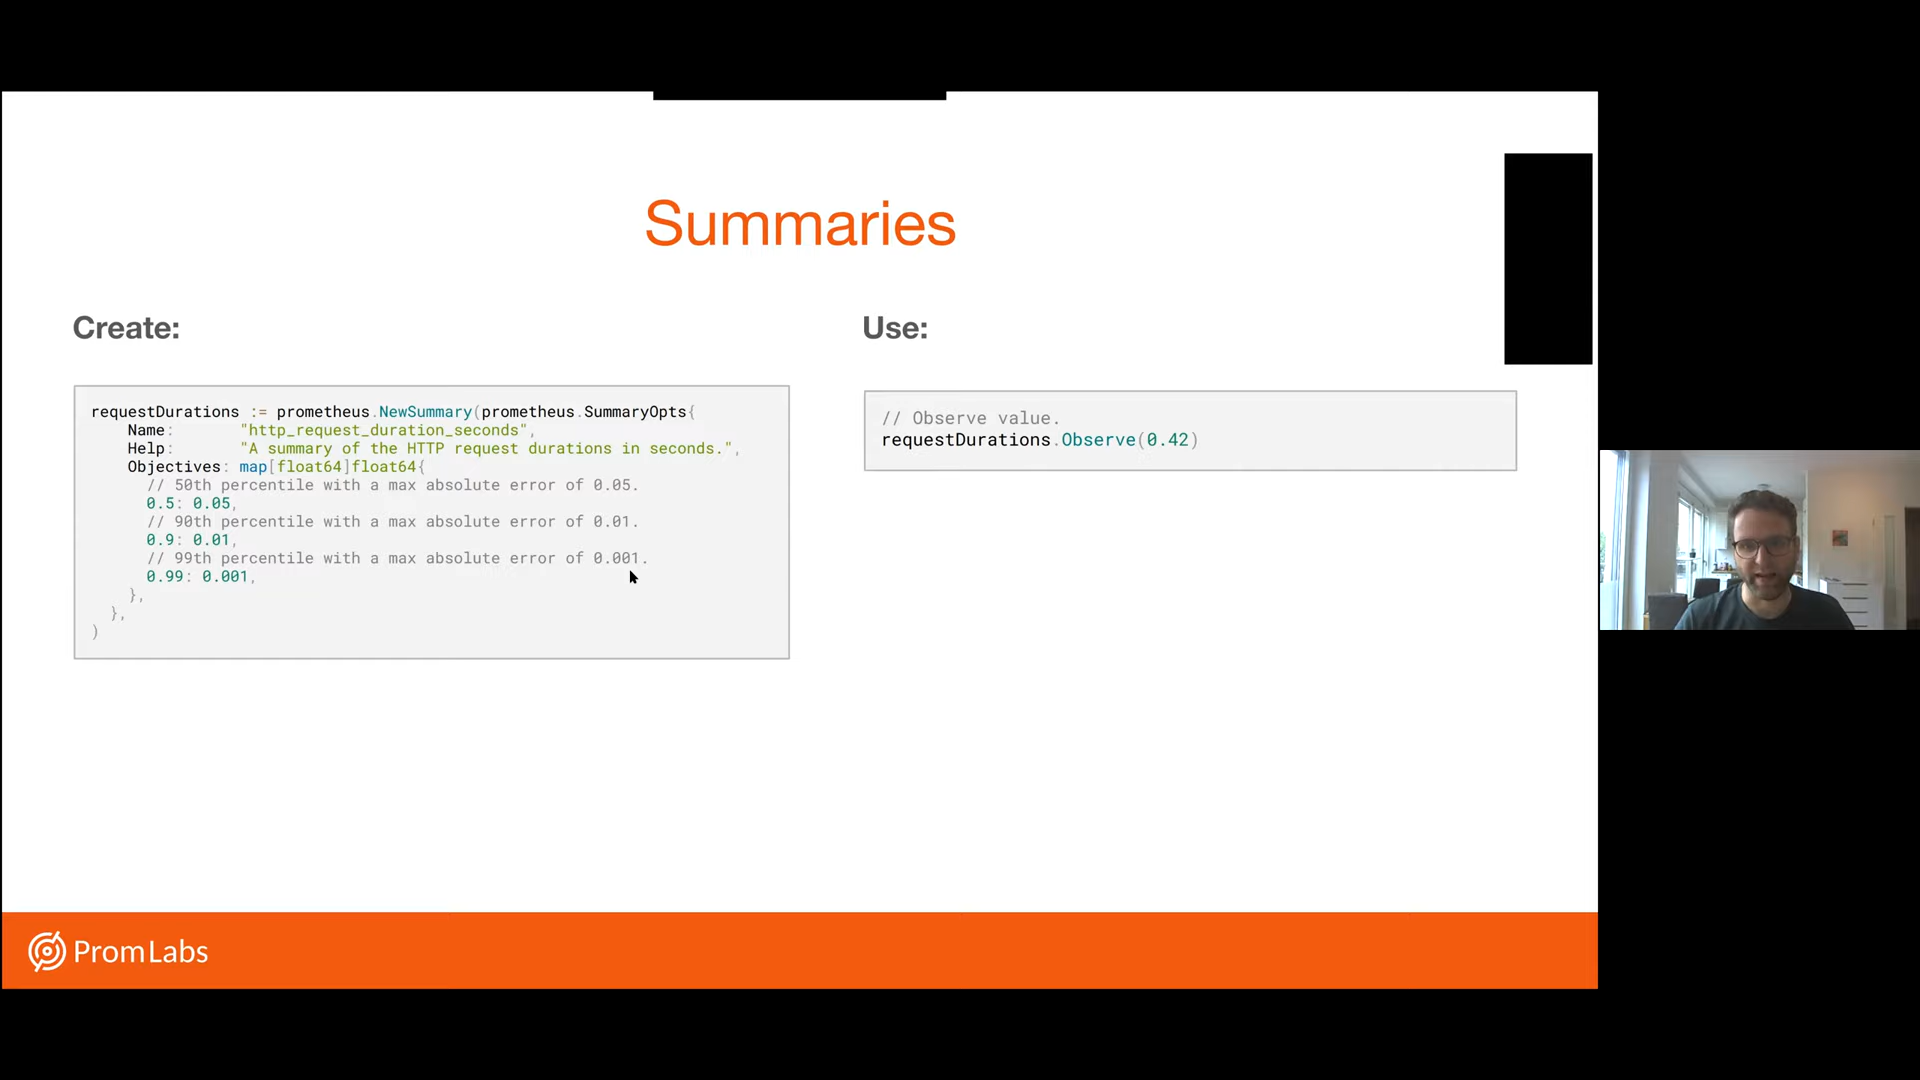 Summaries
Create:
requestDurations := prometheus.NewSummary(prometheus.SummaryOpts{
    Name:       "http_request_duration_seconds",
    Help:       "A summary of the HTTP request durations in seconds.",
    Objectives: map[float64]float64{
      // 50th percentile with a max absolute error of 0.05.
      0.5: 0.05,
      // 90th percentile with a max absolute error of 0.01.
      0.9: 0.01,
      // 99th percentile with a max absolute error of 0.001.
      0.99: 0.001,
    },
  },
)
Use:
// Observe value.
requestDurations.Observe(0.42)
PromLabs